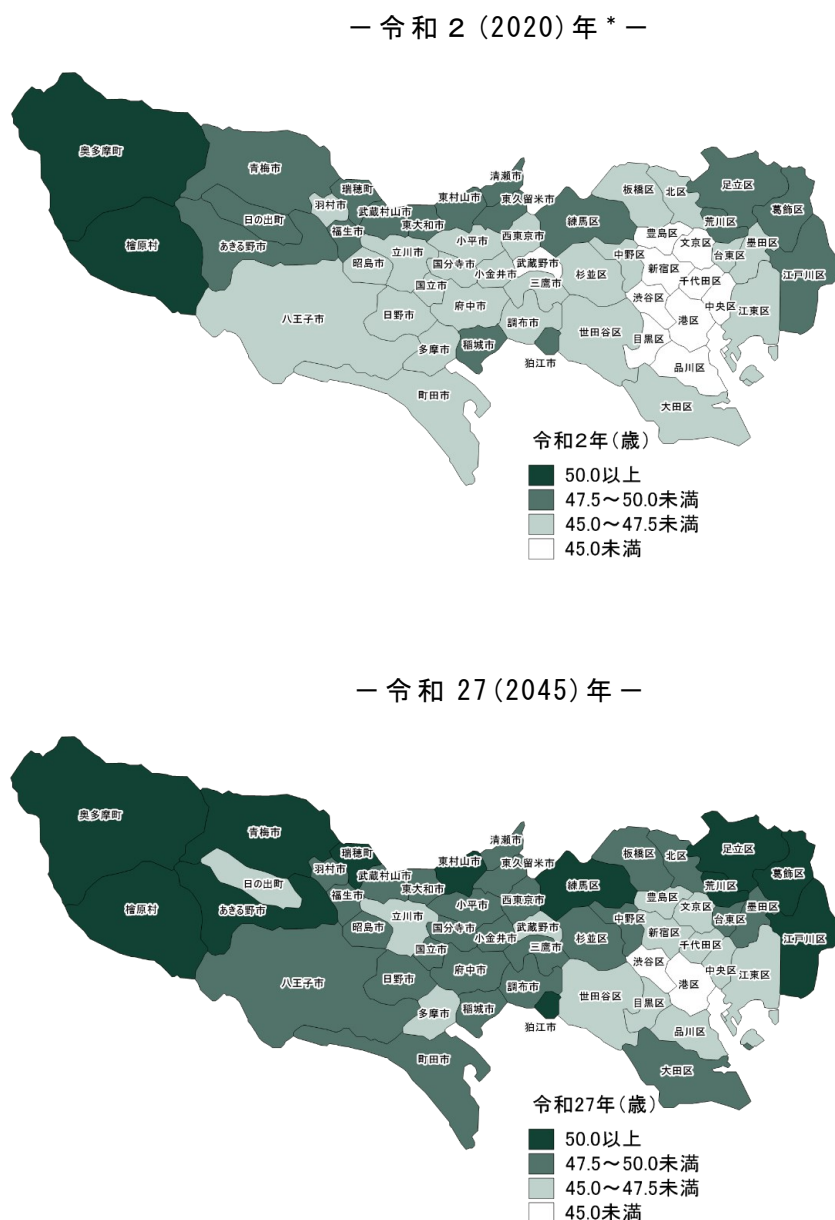 －令和２(2020)年*－
奥多摩町
青梅市
瑞穂町
羽村市
武蔵村山市
福生市
東大和市
東村山市
清瀬市
東久留米市
日の出町
檜原村
あきる野市
練馬区
板橋区
北区
足立区
葛飾区
荒川区
豊島区
文京区
台東区
墨田区
江戸川区
小平市
西東京市
立川市
昭島市
国分寺市
武蔵野市
小金井市
三鷹市
国立市
杉並区
中野区
新宿区
千代田区
渋谷区
中央区
江東区
港区
八王子市
日野市
府中市
調布市
世田谷区
目黒区
品川区
多摩市
稲城市
狛江市
町田市
大田区
令和2年(歳)
50.0以上
47.5～50.0未満
45.0～47.5未満
45.0未満
－令和 27(2045)年－
奥多摩町
青梅市
瑞穂町
羽村市
武蔵村山市
福生市
東大和市
東村山市
清瀬市
東久留米市
日の出町
檜原村
あきる野市
練馬区
板橋区
北区
足立区
葛飾区
荒川区
豊島区
文京区
台東区
墨田区
江戸川区
小平市
西東京市
立川市
昭島市
国分寺市
武蔵野市
小金井市
三鷹市
国立市
杉並区
中野区
新宿区
千代田区
渋谷区
中央区
江東区
港区
八王子市
日野市
府中市
調布市
世田谷区
目黒区
品川区
多摩市
稲城市
狛江市
町田市
大田区
令和27年(歳)
50.0以上
47.5～50.0未満
45.0～47.5未満
45.0未満